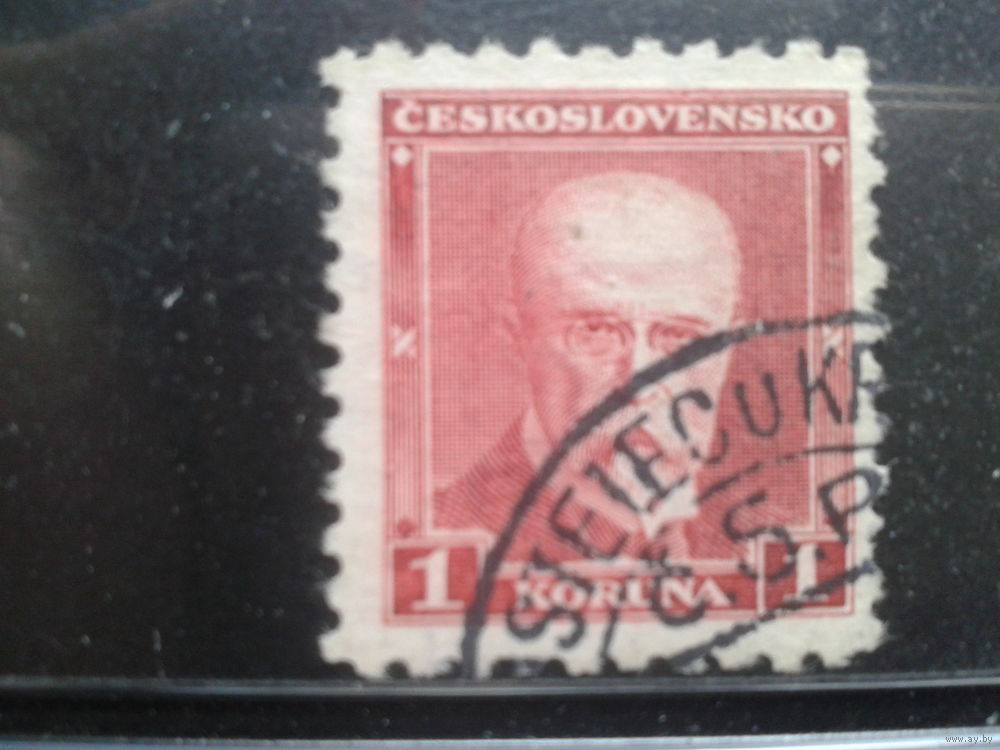 ČESKOSLOVENSKO
1 KORUNA 1
Č.S.P
www.ay.by